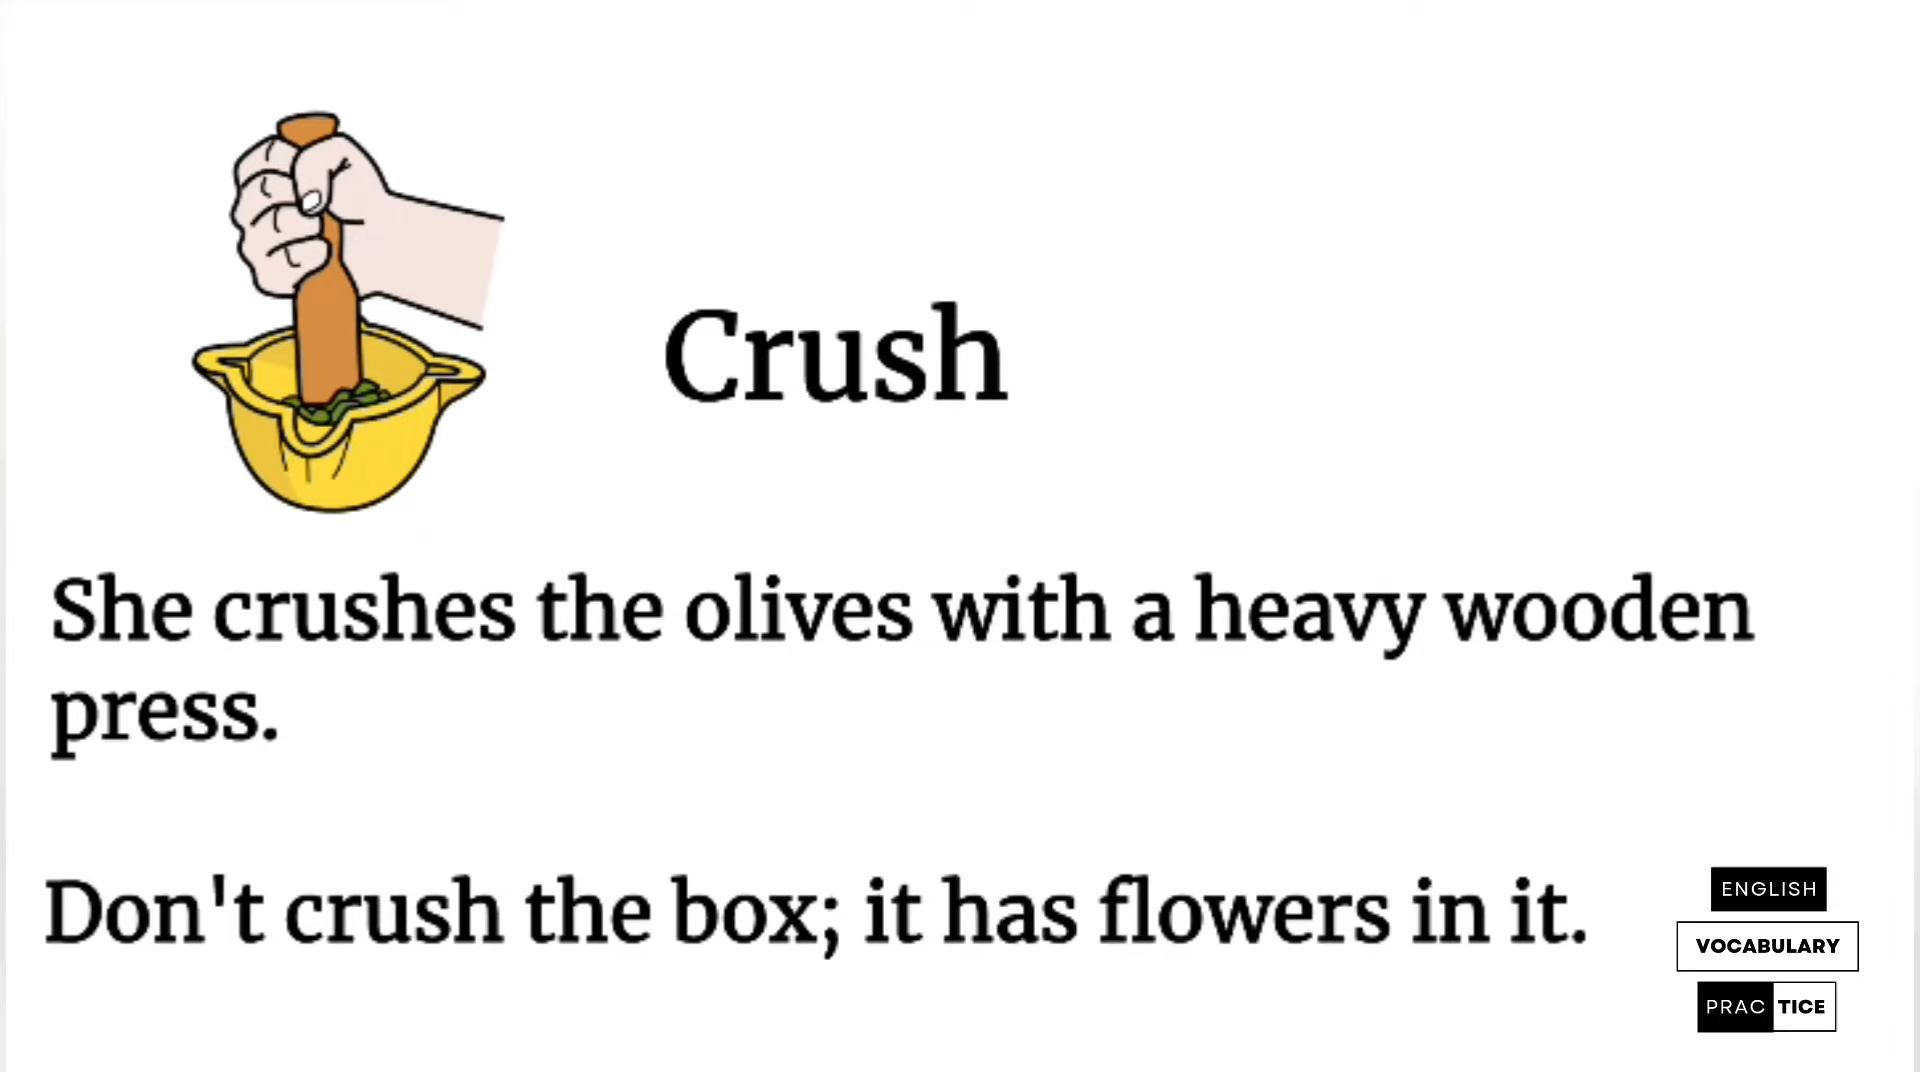 Crush
She crushes the olives with a heavy wooden
press.
Don't crush the box; it has flowers in it.
ENGLISH
VOCABULARY
PRACTICE